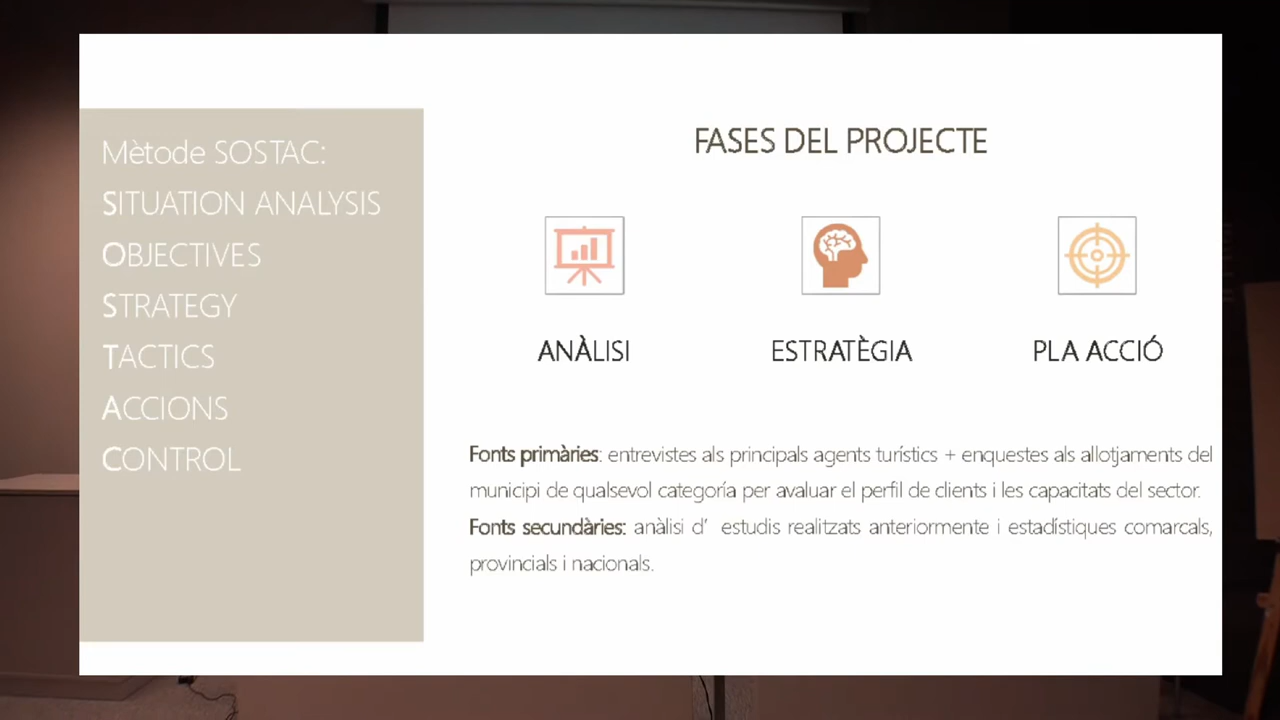 Mètode SOSTAC:
SITUATION ANALYSIS
OBJECTIVES
STRATEGY
TACTICS
ACCIONS
CONTROL
FASES DEL PROJECTE
ANÀLISI
ESTRATÈGIA
PLA ACCIÓ
Fonts primàries: entrevistes als principals agents turístics + enquestes als allotjaments del
municipi de qualsevol categoría per avaluar el perfil de clients i les capacitats del sector.
Fonts secundàries: anàlisi d’ estudis realitzats anteriorment i estadístiques comarcals,
provincials i nacionals.